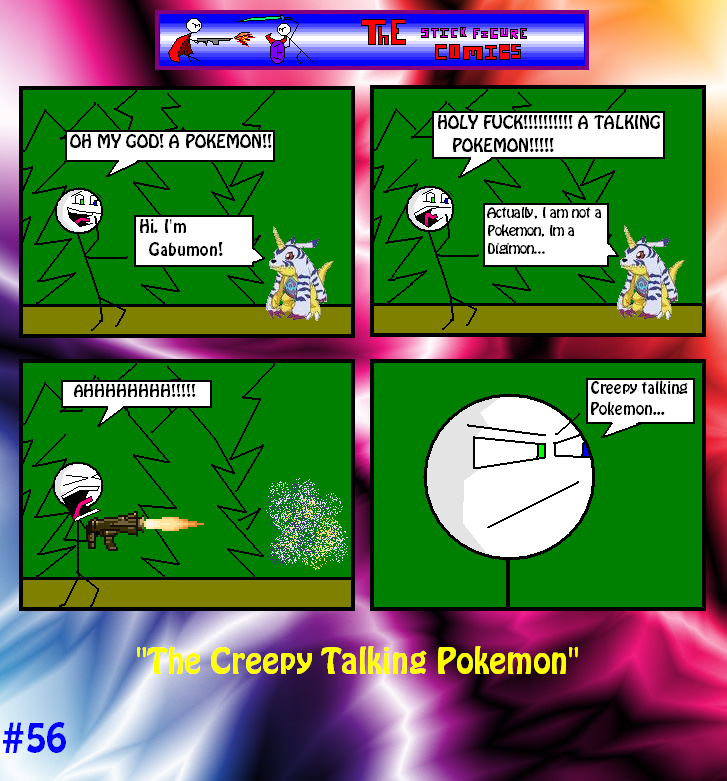 ThE STICK FIGURE
COMICS
OH MY GOD! A POKEMON!!
Hi. I'm
Gabumon!
HOLY FUCK!!!!!!!!!! A TALKING
POKEMON!!!!!
Actually, I am not a
Pokemon, I'm a
Digimon...
AHHHHHHHH!!!!!
Creepy talking
Pokemon...
"The Creepy Talking Pokemon"
#56